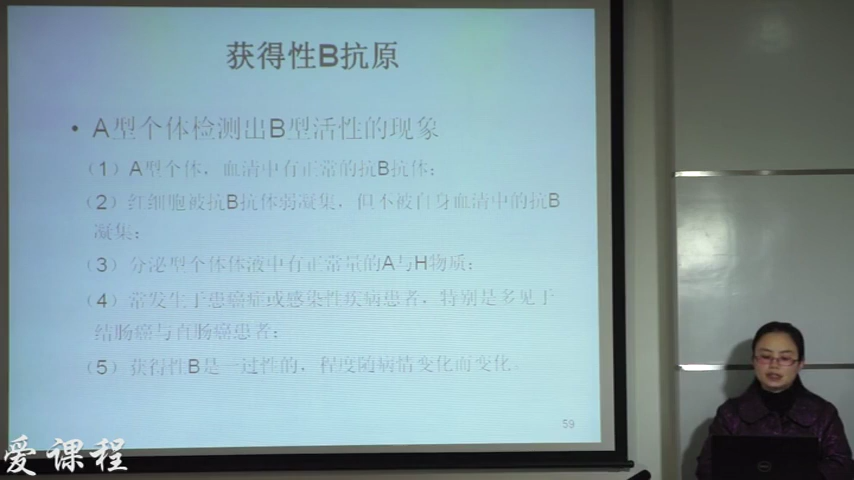 获得性B抗原
• A型个体检测出B型活性的现象
（1）A型个体，血清中有正常的抗B抗体；
（2）红细胞被抗B抗体弱凝集，但不被自身血清中的抗B
凝集；
（3）分泌型个体体液中有正常量的A与H物质；
（4）常发生于患癌症或感染性疾病患者，特别是多见于
结肠癌与直肠癌患者；
（5）获得性B是一过性的，程度随病情变化而变化。
59
爱课程
DELL